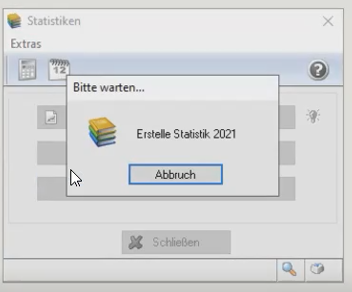 Statistiken
Extras
12
Bitte warten...
Erstelle Statistik 2021
Abbruch
Schließen